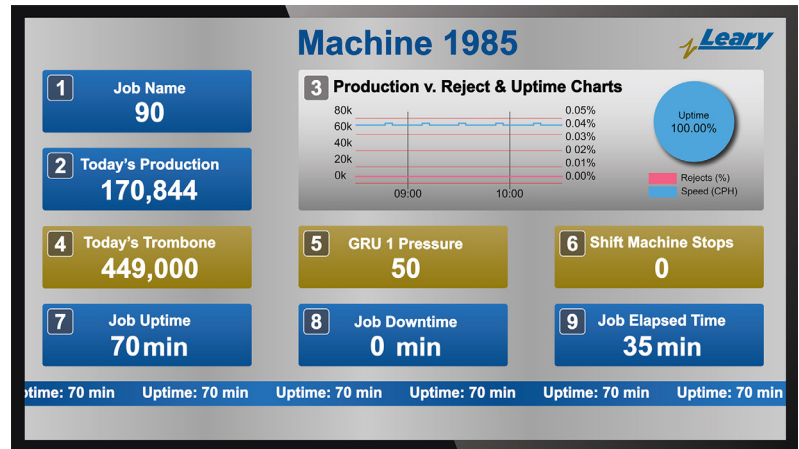 Machine 1985
Leary
1 Job Name
90
2 Today's Production
170,844
3 Production v. Reject & Uptime Charts
80k
60k
40k
20k
0k
0.05%
0.04%
0.03%
0 02%
0.01%
0.00%
09:00 10:00
Uptime
100.00%
Rejects (%)
Speed (CPH)
4 Today's Trombone
449,000
5 GRU 1 Pressure
50
6 Shift Machine Stops
0
7 Job Uptime
70 min
8 Job Downtime
0 min
9 Job Elapsed Time
35 min
ptime: 70 min Uptime: 70 min Uptime: 70 min Uptime: 70 min Uptime: 70 min Uptime: 70 min